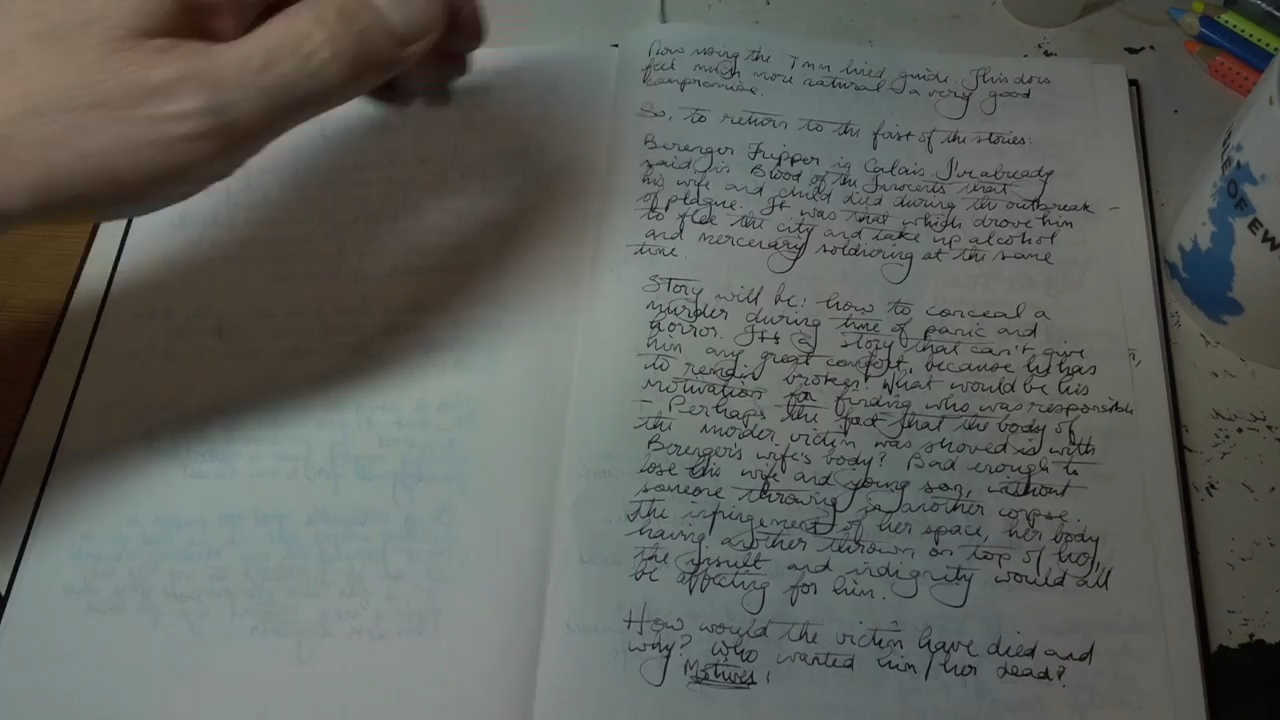 Now using the 7mm lined guide. This does
feel much more natural & a very good
compromise.
So, to return to the first of the stories:
Berenger Fripper in Calais. I've already
said in Blood of the Innocents that
his wife and child died during the outbreak
of plague. It was that which drove him
to flee the city and take up alcohol
and mercenary soldiering at the same
time.
Story will be: how to conceal a
murder during time of panic and
horror. It's a story that can't give
him any great comfort, because he has
to remain broken. What would be his
motivation for finding who was responsible
- Perhaps the fact that the body of
the murder victim was shoved in with
Berenger's wife's body? Bad enough to
lose his wife and young son, without
someone throwing in another corpse.
The infringement of her space, her body
having another thrown on top of her,
the insult and indignity would all
be affecting for him.
How would the victim have died and
why? Who wanted him/her dead?
Motives:
OF EW